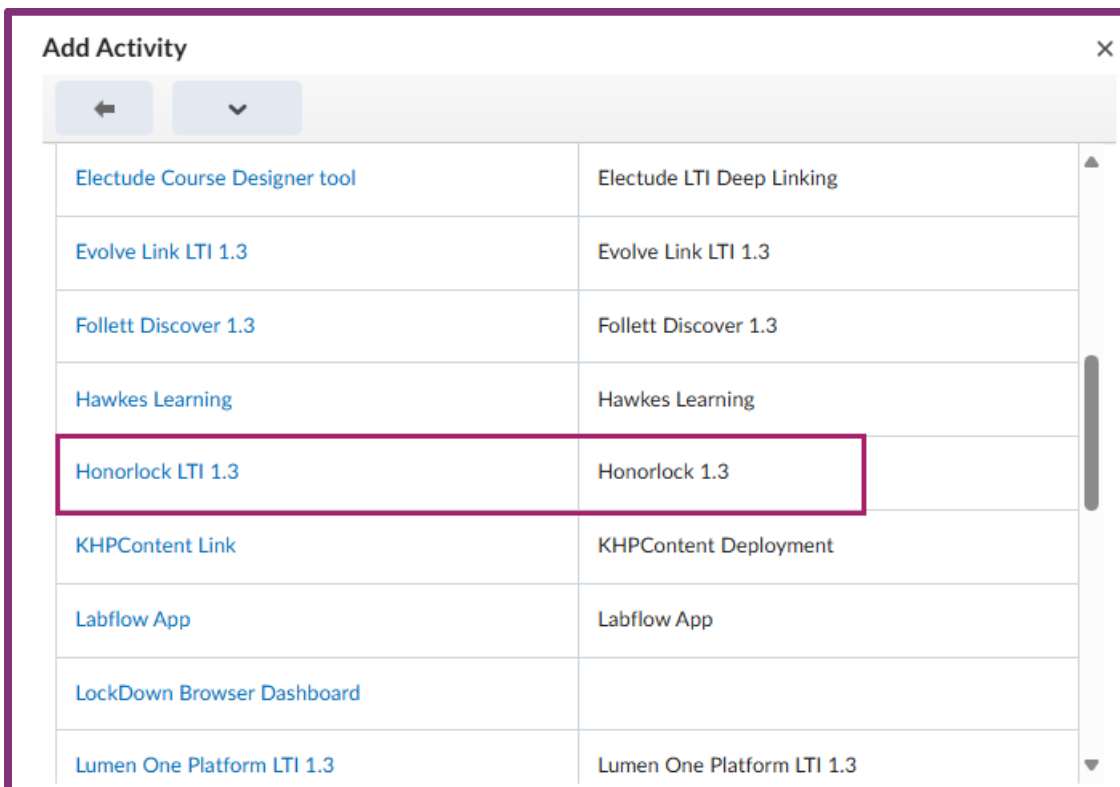 Add Activity
Electude Course Designer tool Electude LTI Deep Linking
Evolve Link LTI 1.3 Evolve Link LTI 1.3
Follett Discover 1.3 Follett Discover 1.3
Hawkes Learning Hawkes Learning
Honorlock LTI 1.3 Honorlock 1.3
KHPContent Link KHPContent Deployment
Labflow App Labflow App
LockDown Browser Dashboard
Lumen One Platform LTI 1.3 Lumen One Platform LTI 1.3